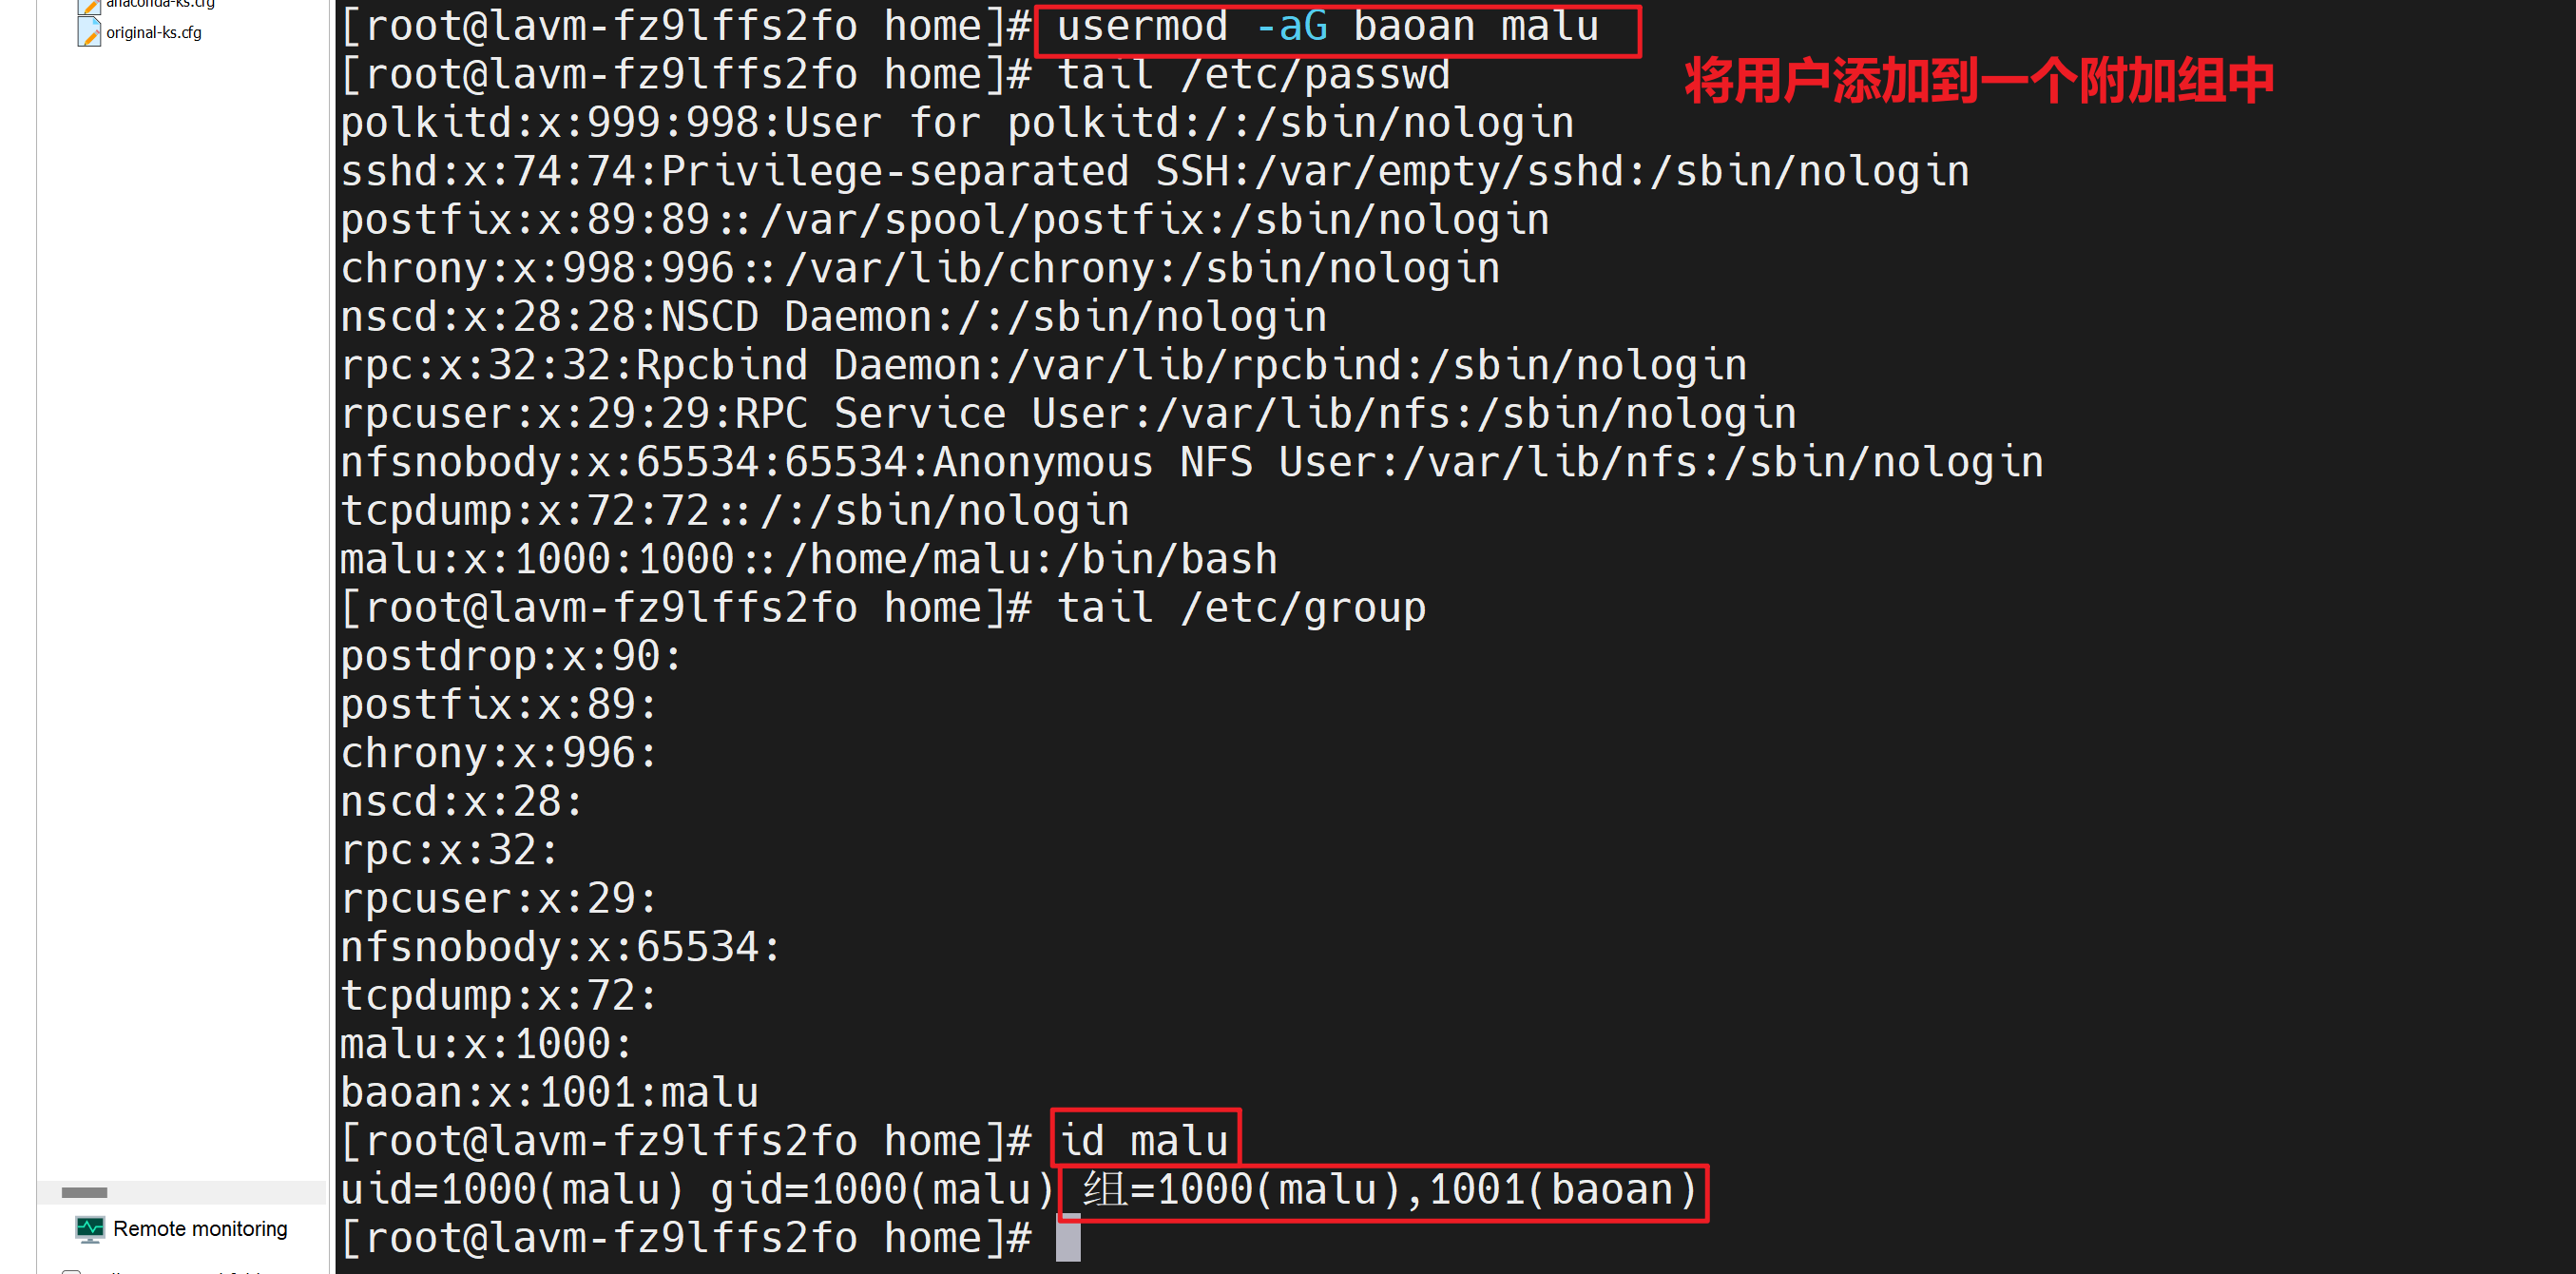 anaconda-ks.cfg
original-ks.cfg
[root@lavm-fz9lffs2fo home]# usermod -aG baoan malu
将用户添加到一个附加组中
[root@lavm-fz9lffs2fo home]# tail /etc/passwd
polkitd:x:999:998:User for polkitd:/:/sbin/nologin
sshd:x:74:74:Privilege-separated SSH:/var/empty/sshd:/sbin/nologin
postfix:x:89:89::/var/spool/postfix:/sbin/nologin
chrony:x:998:996::/var/lib/chrony:/sbin/nologin
nscd:x:28:28:NSCD Daemon:/:/sbin/nologin
rpc:x:32:32:Rpcbind Daemon:/var/lib/rpcbind:/sbin/nologin
rpcuser:x:29:29:RPC Service User:/var/lib/nfs:/sbin/nologin
nfsnobody:x:65534:65534:Anonymous NFS User:/var/lib/nfs:/sbin/nologin
tcpdump:x:72:72::/:/sbin/nologin
malu:x:1000:1000::/home/malu:/bin/bash
[root@lavm-fz9lffs2fo home]# tail /etc/group
postdrop:x:90:
postfix:x:89:
chrony:x:996:
nscd:x:28:
rpc:x:32:
rpcuser:x:29:
nfsnobody:x:65534:
tcpdump:x:72:
malu:x:1000:
baoan:x:1001:malu
[root@lavm-fz9lffs2fo home]# id malu
uid=1000(malu) gid=1000(malu) 组=1000(malu),1001(baoan)
[root@lavm-fz9lffs2fo home]#
Remote monitoring